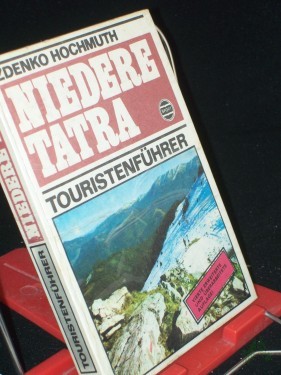 ZDENKO HOCHMUTH
NIEDERE
TATRA
TOURISTENFÜHRER
NIEDERE
TOURISTENFÜHRER